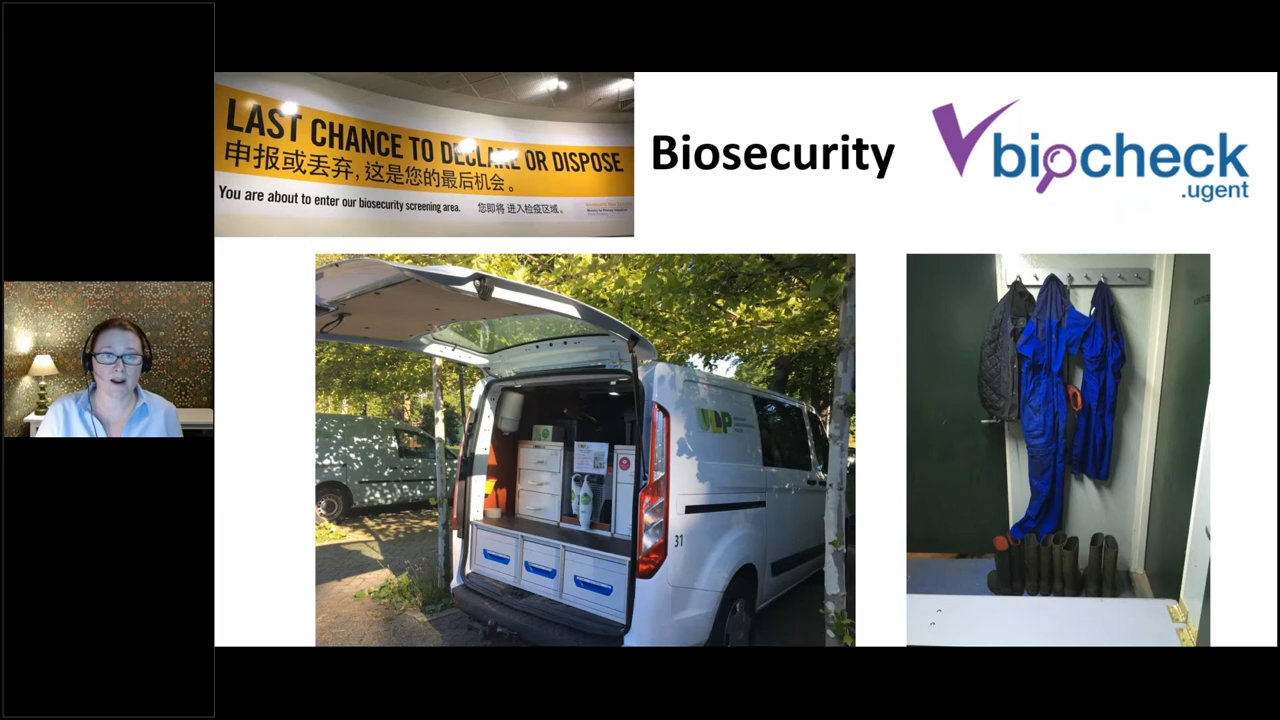 LAST CHANCE TO DECLARE OR DISPOSE
申报或丢弃，这是您的最后机会。
You are about to enter our biosecurity screening area.
您即将 进入检疫区域。
Biosecurity
biocheck
.ugent
VDP
31